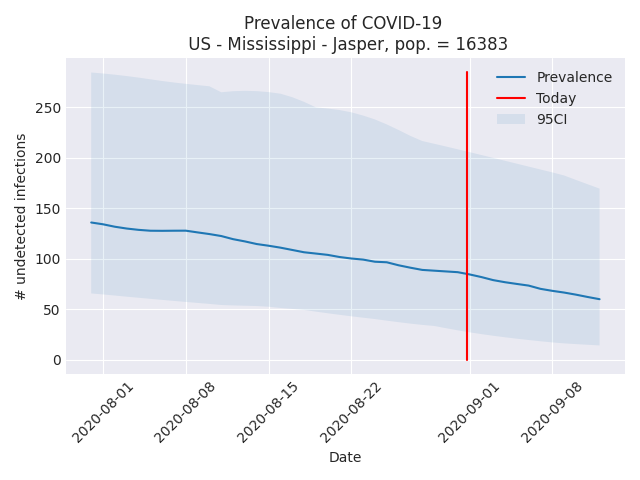 Prevalence of COVID-19
US - Mississippi - Jasper, pop. = 16383
Prevalence
Today
95CI
# undetected infections
250
200
150
100
50
0
2020-08-01
2020-08-08
2020-08-15
2020-08-22
2020-09-01
2020-09-08
Date